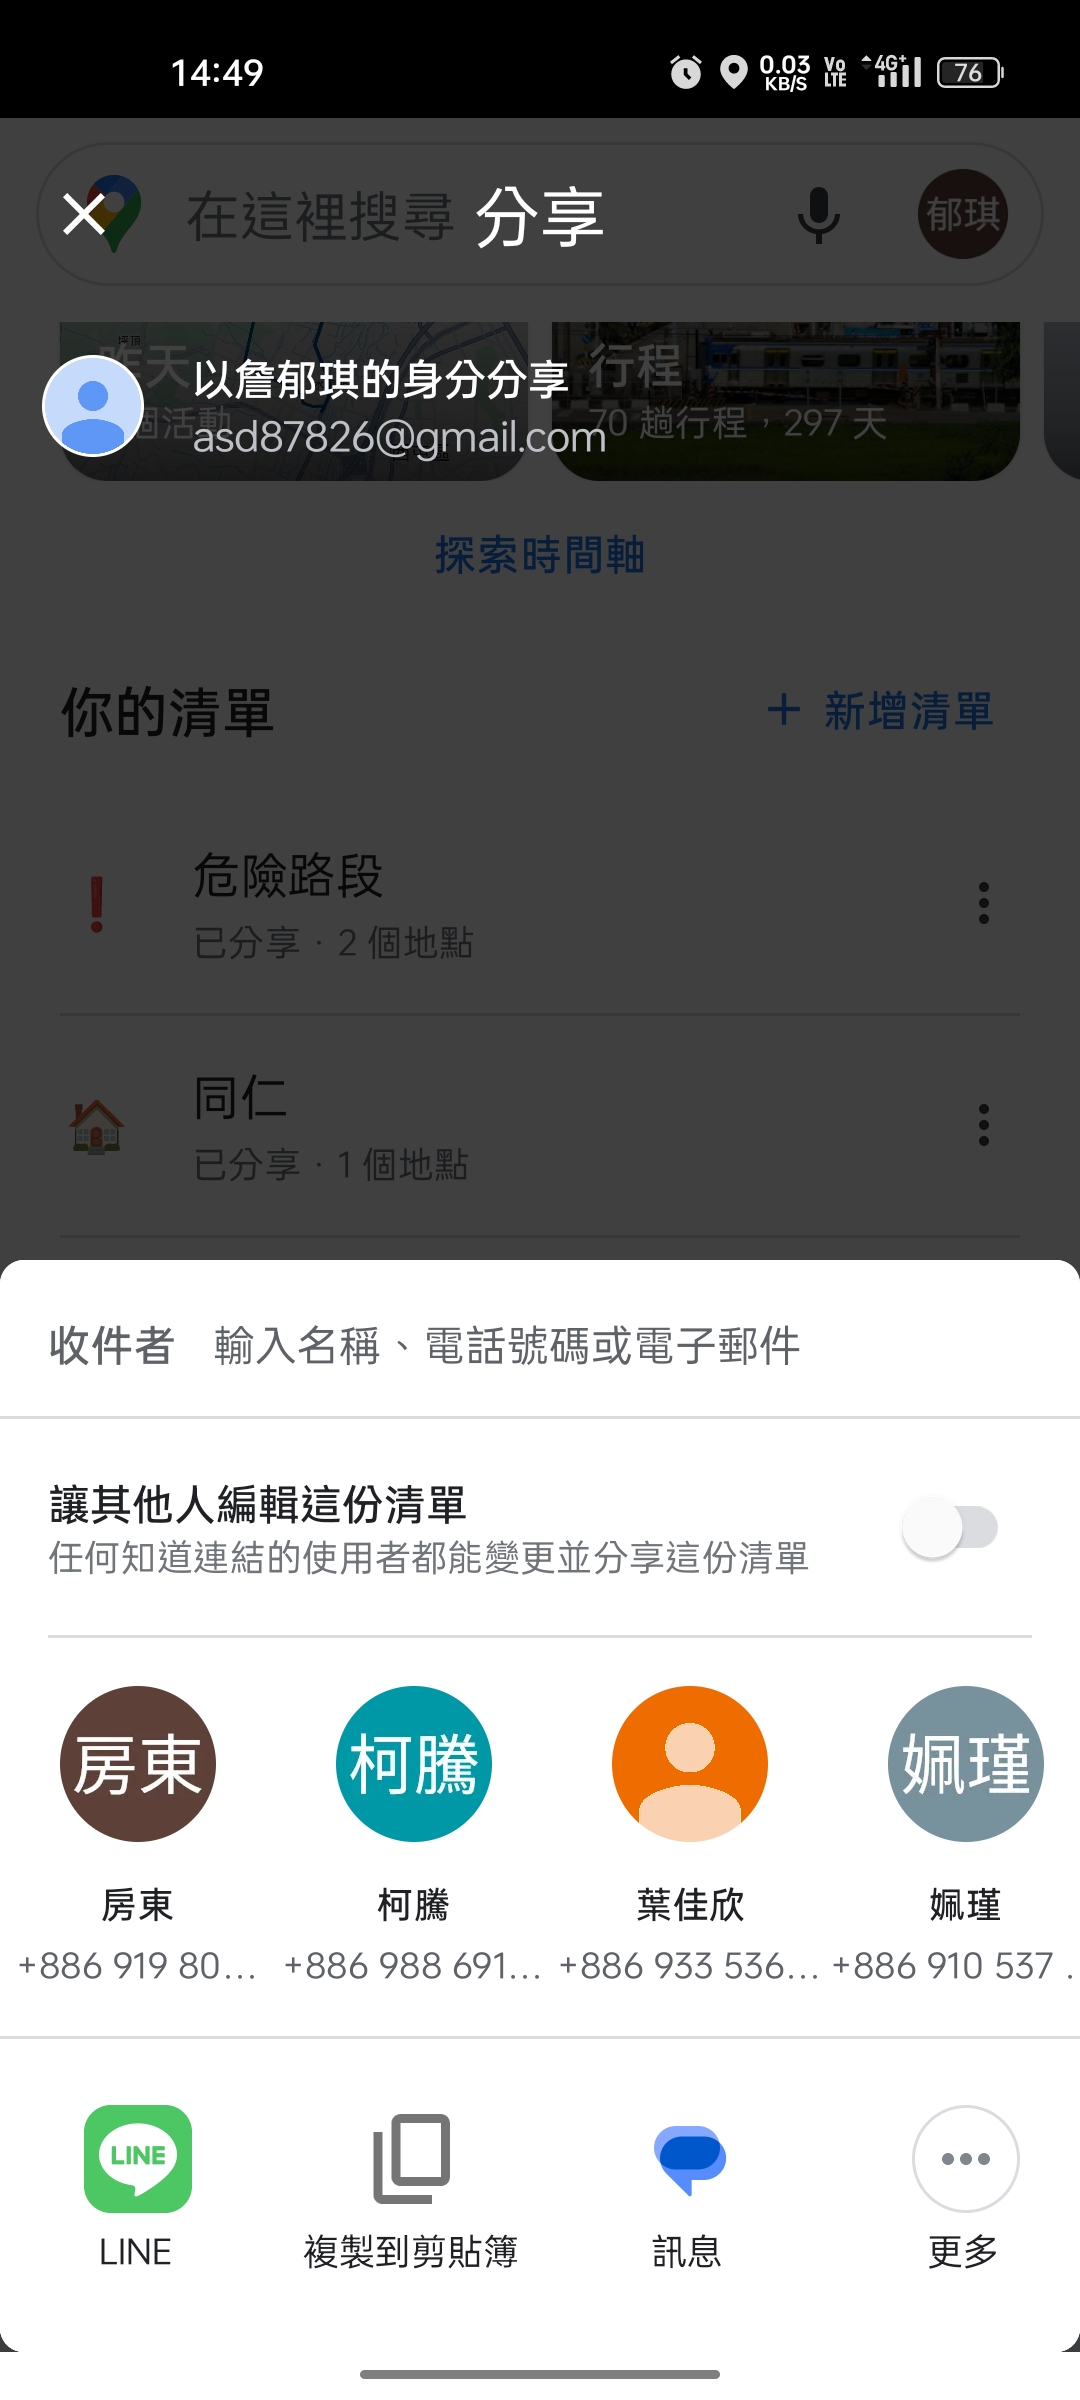 14:49
0.03 KB/S
Vo LTE
4G+
76
在這裡搜尋
分享
郁琪
坪頂
昨天
個活動
行程
70 趟行程，297 天
以詹郁琪的身分分享
asd87826@gmail.com
探索時間軸
你的清單
+ 新增清單
危險路段
已分享 · 2 個地點
同仁
已分享 · 1 個地點
收件者 輸入名稱、電話號碼或電子郵件
讓其他人編輯這份清單
任何知道連結的使用者都能變更並分享這份清單
房東
柯騰
姵瑾
房東
柯騰
葉佳欣
姵瑾
+886 919 80...
+886 988 691...
+886 933 536...
+886 910 537 .
LINE
LINE
複製到剪貼簿
訊息
更多